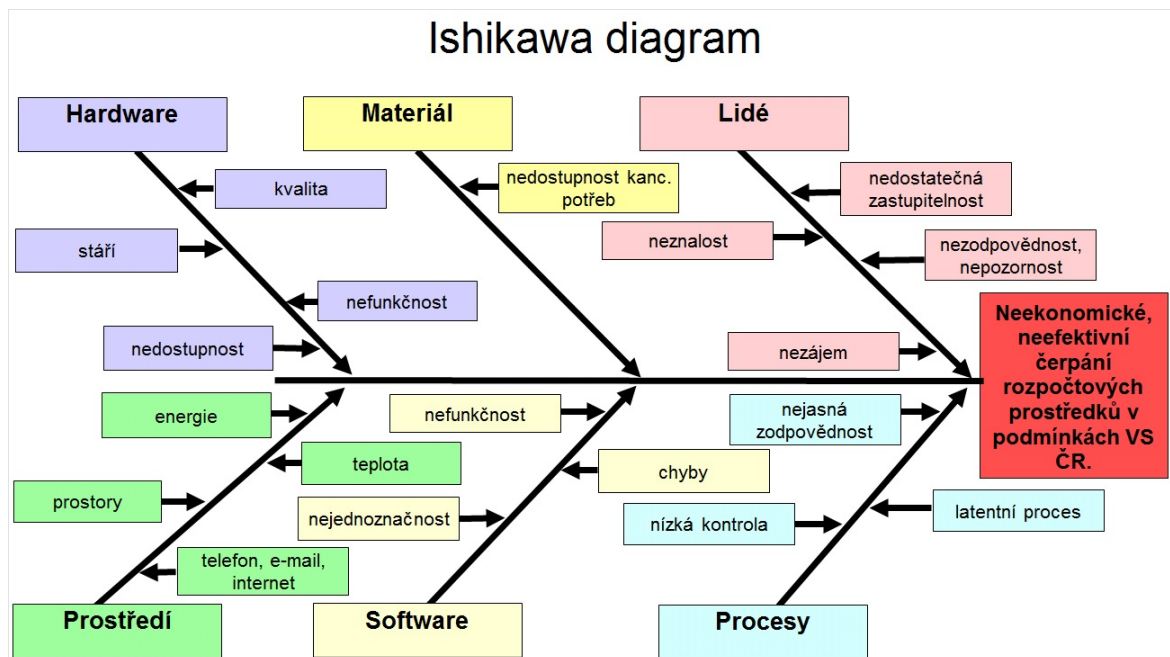 Ishikawa diagram
Hardware
Materiál
Lidé
kvalita
nedostupnost kanc.
potřeb
nedostatečná
zastupitelnost
stáří
neznalost
nezodpovědnost,
nepozornost
nefunkčnost
nedostupnost
nezájem
Neekonomické,
neefektivní
čerpání
rozpočtových
prostředků v
podmínkách VS
ČR.
energie
nefunkčnost
nejasná
zodpovědnost
teplota
chyby
prostory
nejednoznačnost
nízká kontrola
latentní proces
telefon, e-mail,
internet
Prostředí
Software
Procesy